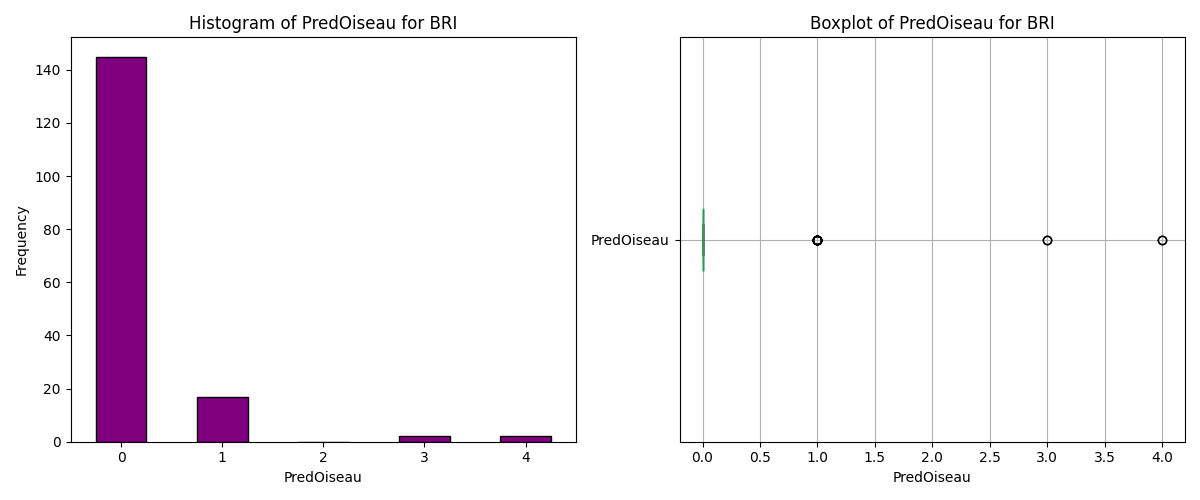 Histogram of PredOiseau for BRI
Frequency
140
120
100
80
60
40
20
0
0 1 2 3 4
PredOiseau
Boxplot of PredOiseau for BRI
PredOiseau
0.0 0.5 1.0 1.5 2.0 2.5 3.0 3.5 4.0
PredOiseau